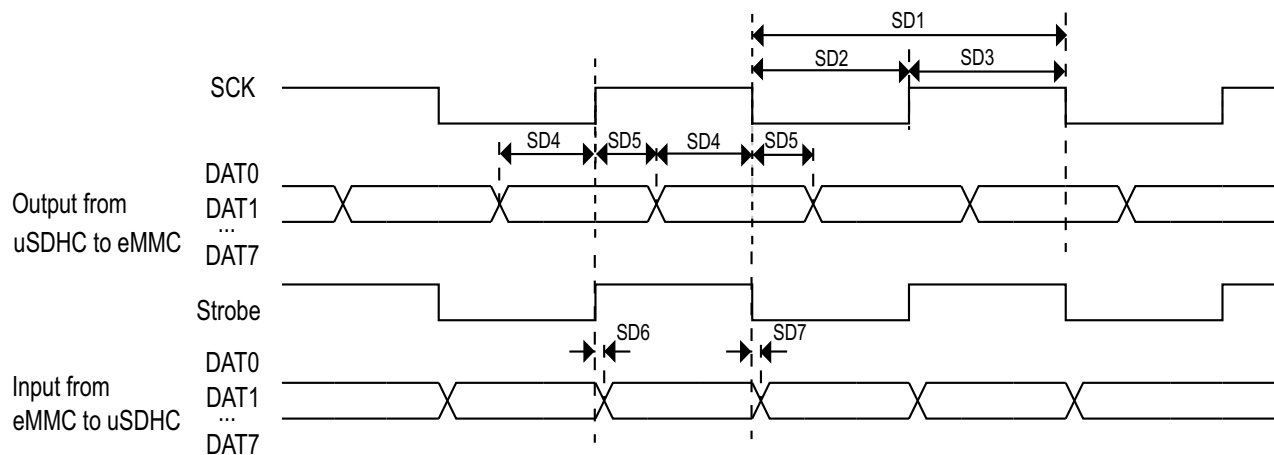 SD1
SD2
SD3
SCK
SD4
SD5
SD4
SD5
DAT0
Output from
DAT1
...
uSDHC to eMMC
DAT7
Strobe
SD6
SD7
DAT0
Input from
DAT1
...
eMMC to uSDHC
DAT7